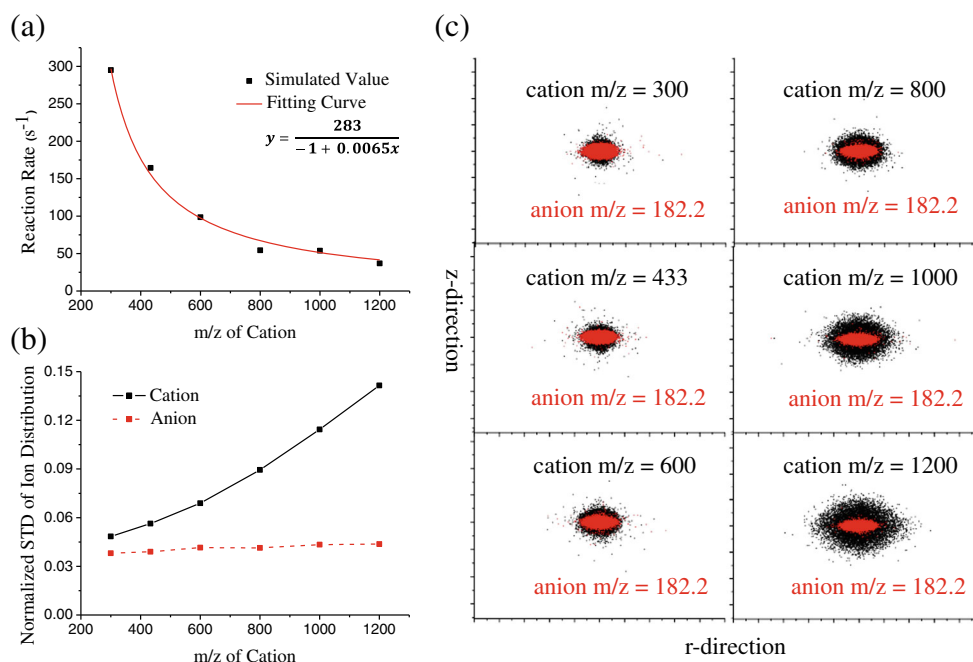 (a)
300
250
200
150
100
50
0
Reaction Rate (s⁻¹)
Simulated Value
Fitting Curve
y = 283 / (−1 + 0.0065x)
200 400 600 800 1000 1200
m/z of Cation
(b)
0.15
0.12
0.09
0.06
0.03
0.00
Normalized STD of Ion Distribution
Cation
Anion
200 400 600 800 1000 1200
m/z of Cation
(c)
cation m/z = 300
anion m/z = 182.2
cation m/z = 800
anion m/z = 182.2
cation m/z = 433
anion m/z = 182.2
cation m/z = 1000
anion m/z = 182.2
cation m/z = 600
anion m/z = 182.2
cation m/z = 1200
anion m/z = 182.2
z-direction
r-direction